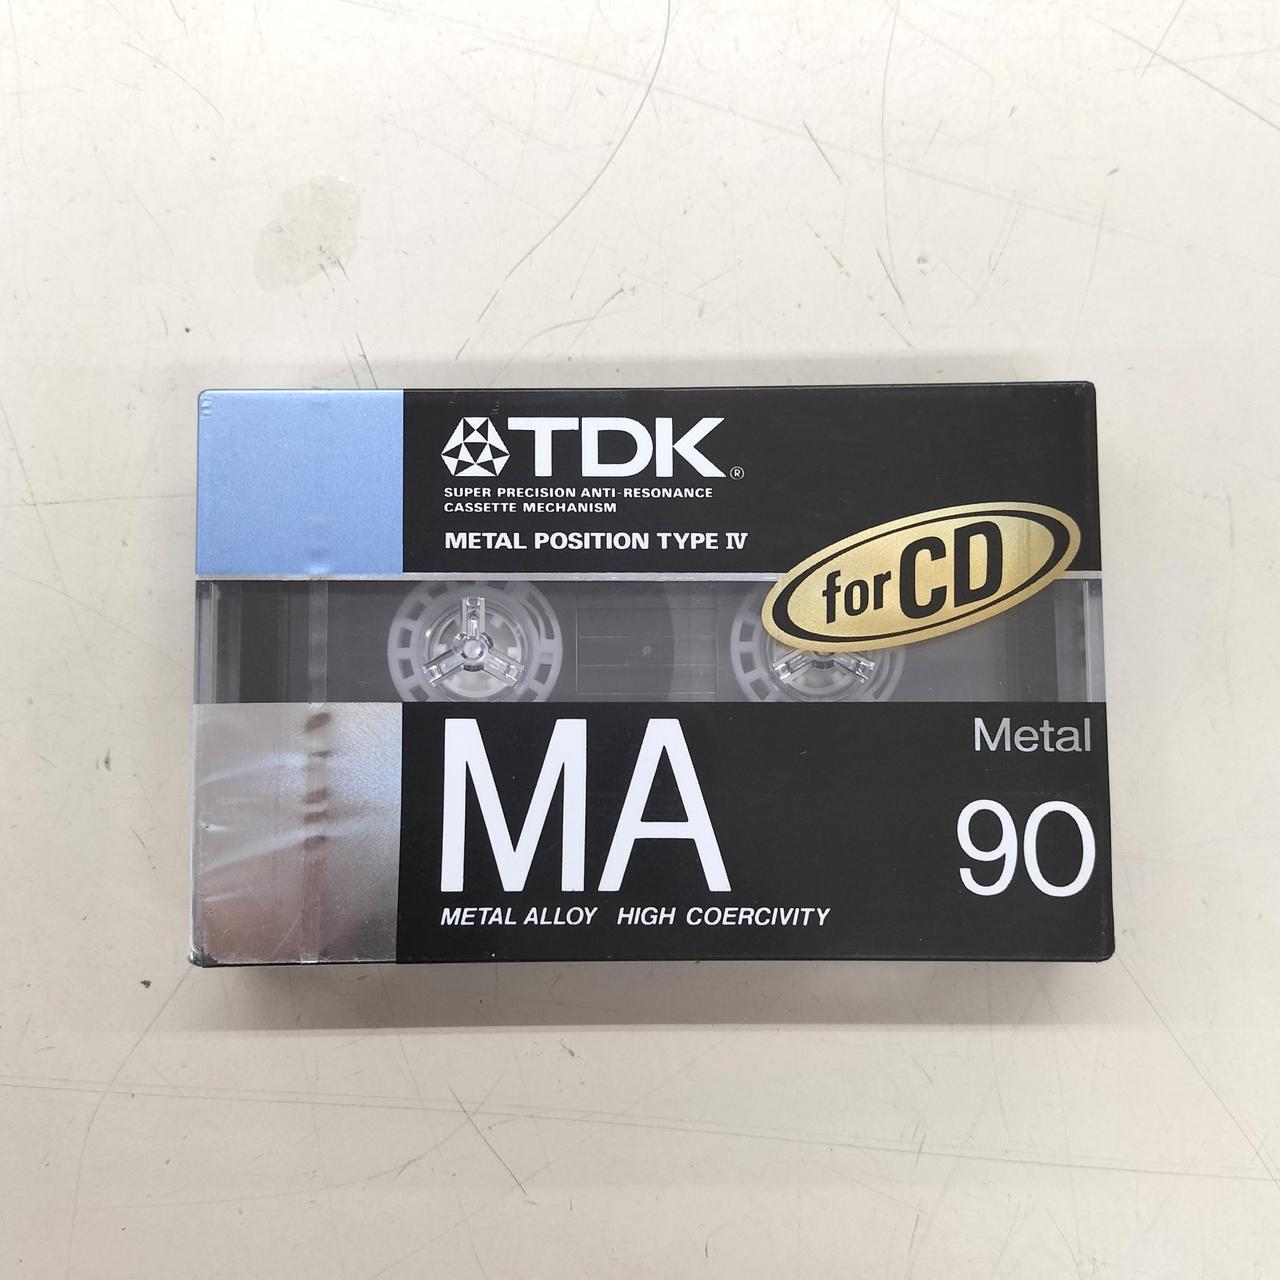 TDK®
SUPER PRECISION ANTI-RESONANCE
CASSETTE MECHANISM
METAL POSITION TYPE IV
for CD
MA
Metal
90
METAL ALLOY HIGH COERCIVITY